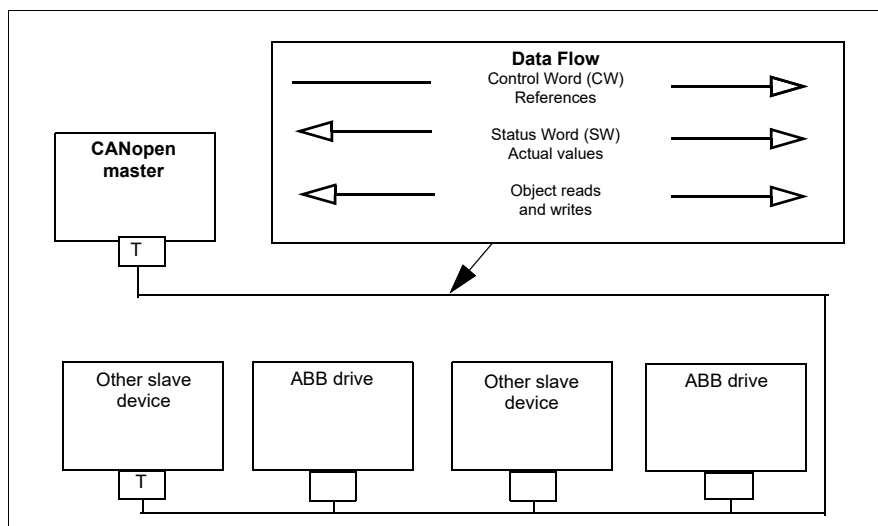 Data Flow
Control Word (CW)
References
Status Word (SW)
Actual values
Object reads
and writes
CANopen
master
T
Other slave
device
ABB drive
Other slave
device
ABB drive
T